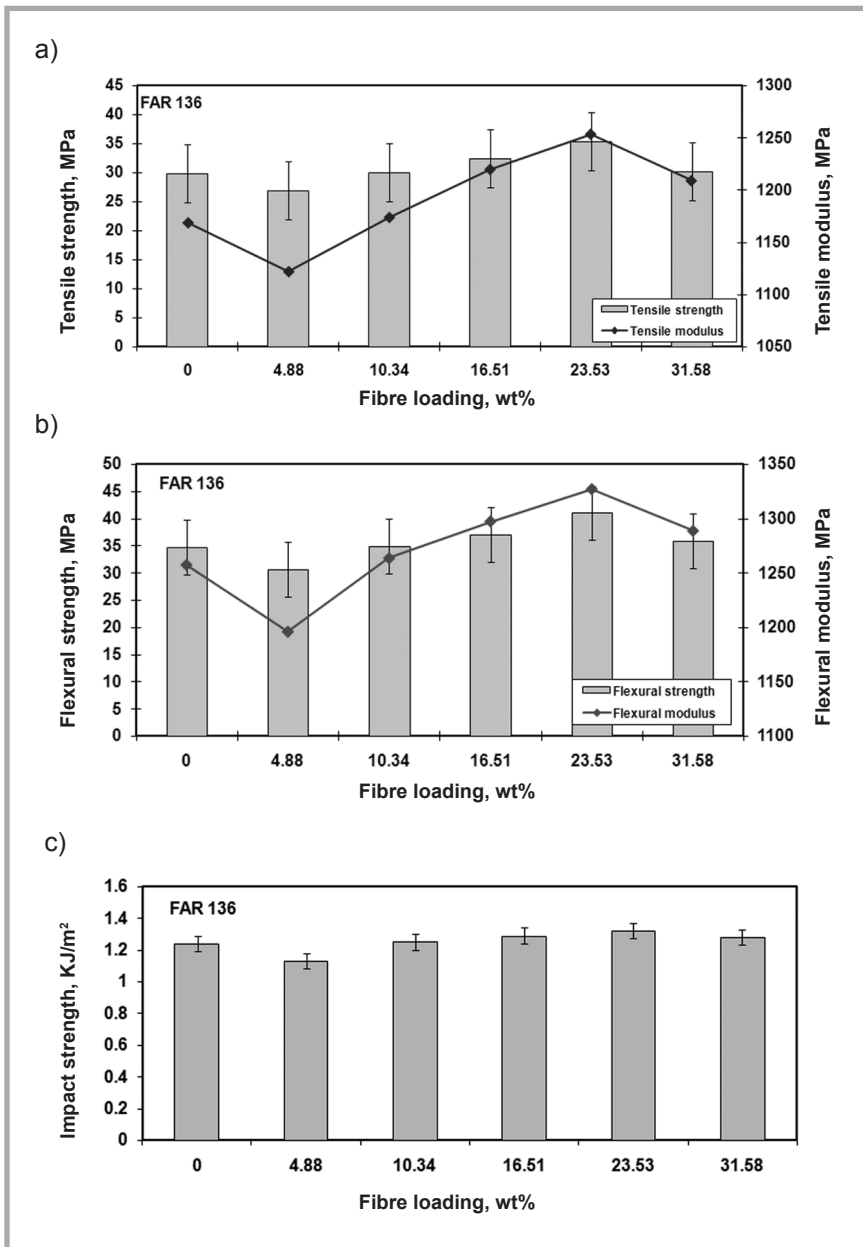 a)
FAR 136
Tensile strength, MPa
45
40
35
30
25
20
15
10
5
0
1300
1250
1200
1150
1100
1050
Tensile modulus, MPa
Tensile strength
Tensile modulus
0 4.88 10.34 16.51 23.53 31.58
Fibre loading, wt%
b)
FAR 136
Flexural strength, MPa
50
45
40
35
30
25
20
15
10
5
0
1350
1300
1250
1200
1150
1100
Flexural modulus, MPa
Flexural strength
Flexural modulus
0 4.88 10.34 16.51 23.53 31.58
Fibre loading, wt%
c)
FAR 136
Impact strength, KJ/m²
1.6
1.4
1.2
1
0.8
0.6
0.4
0.2
0
0 4.88 10.34 16.51 23.53 31.58
Fibre loading, wt%